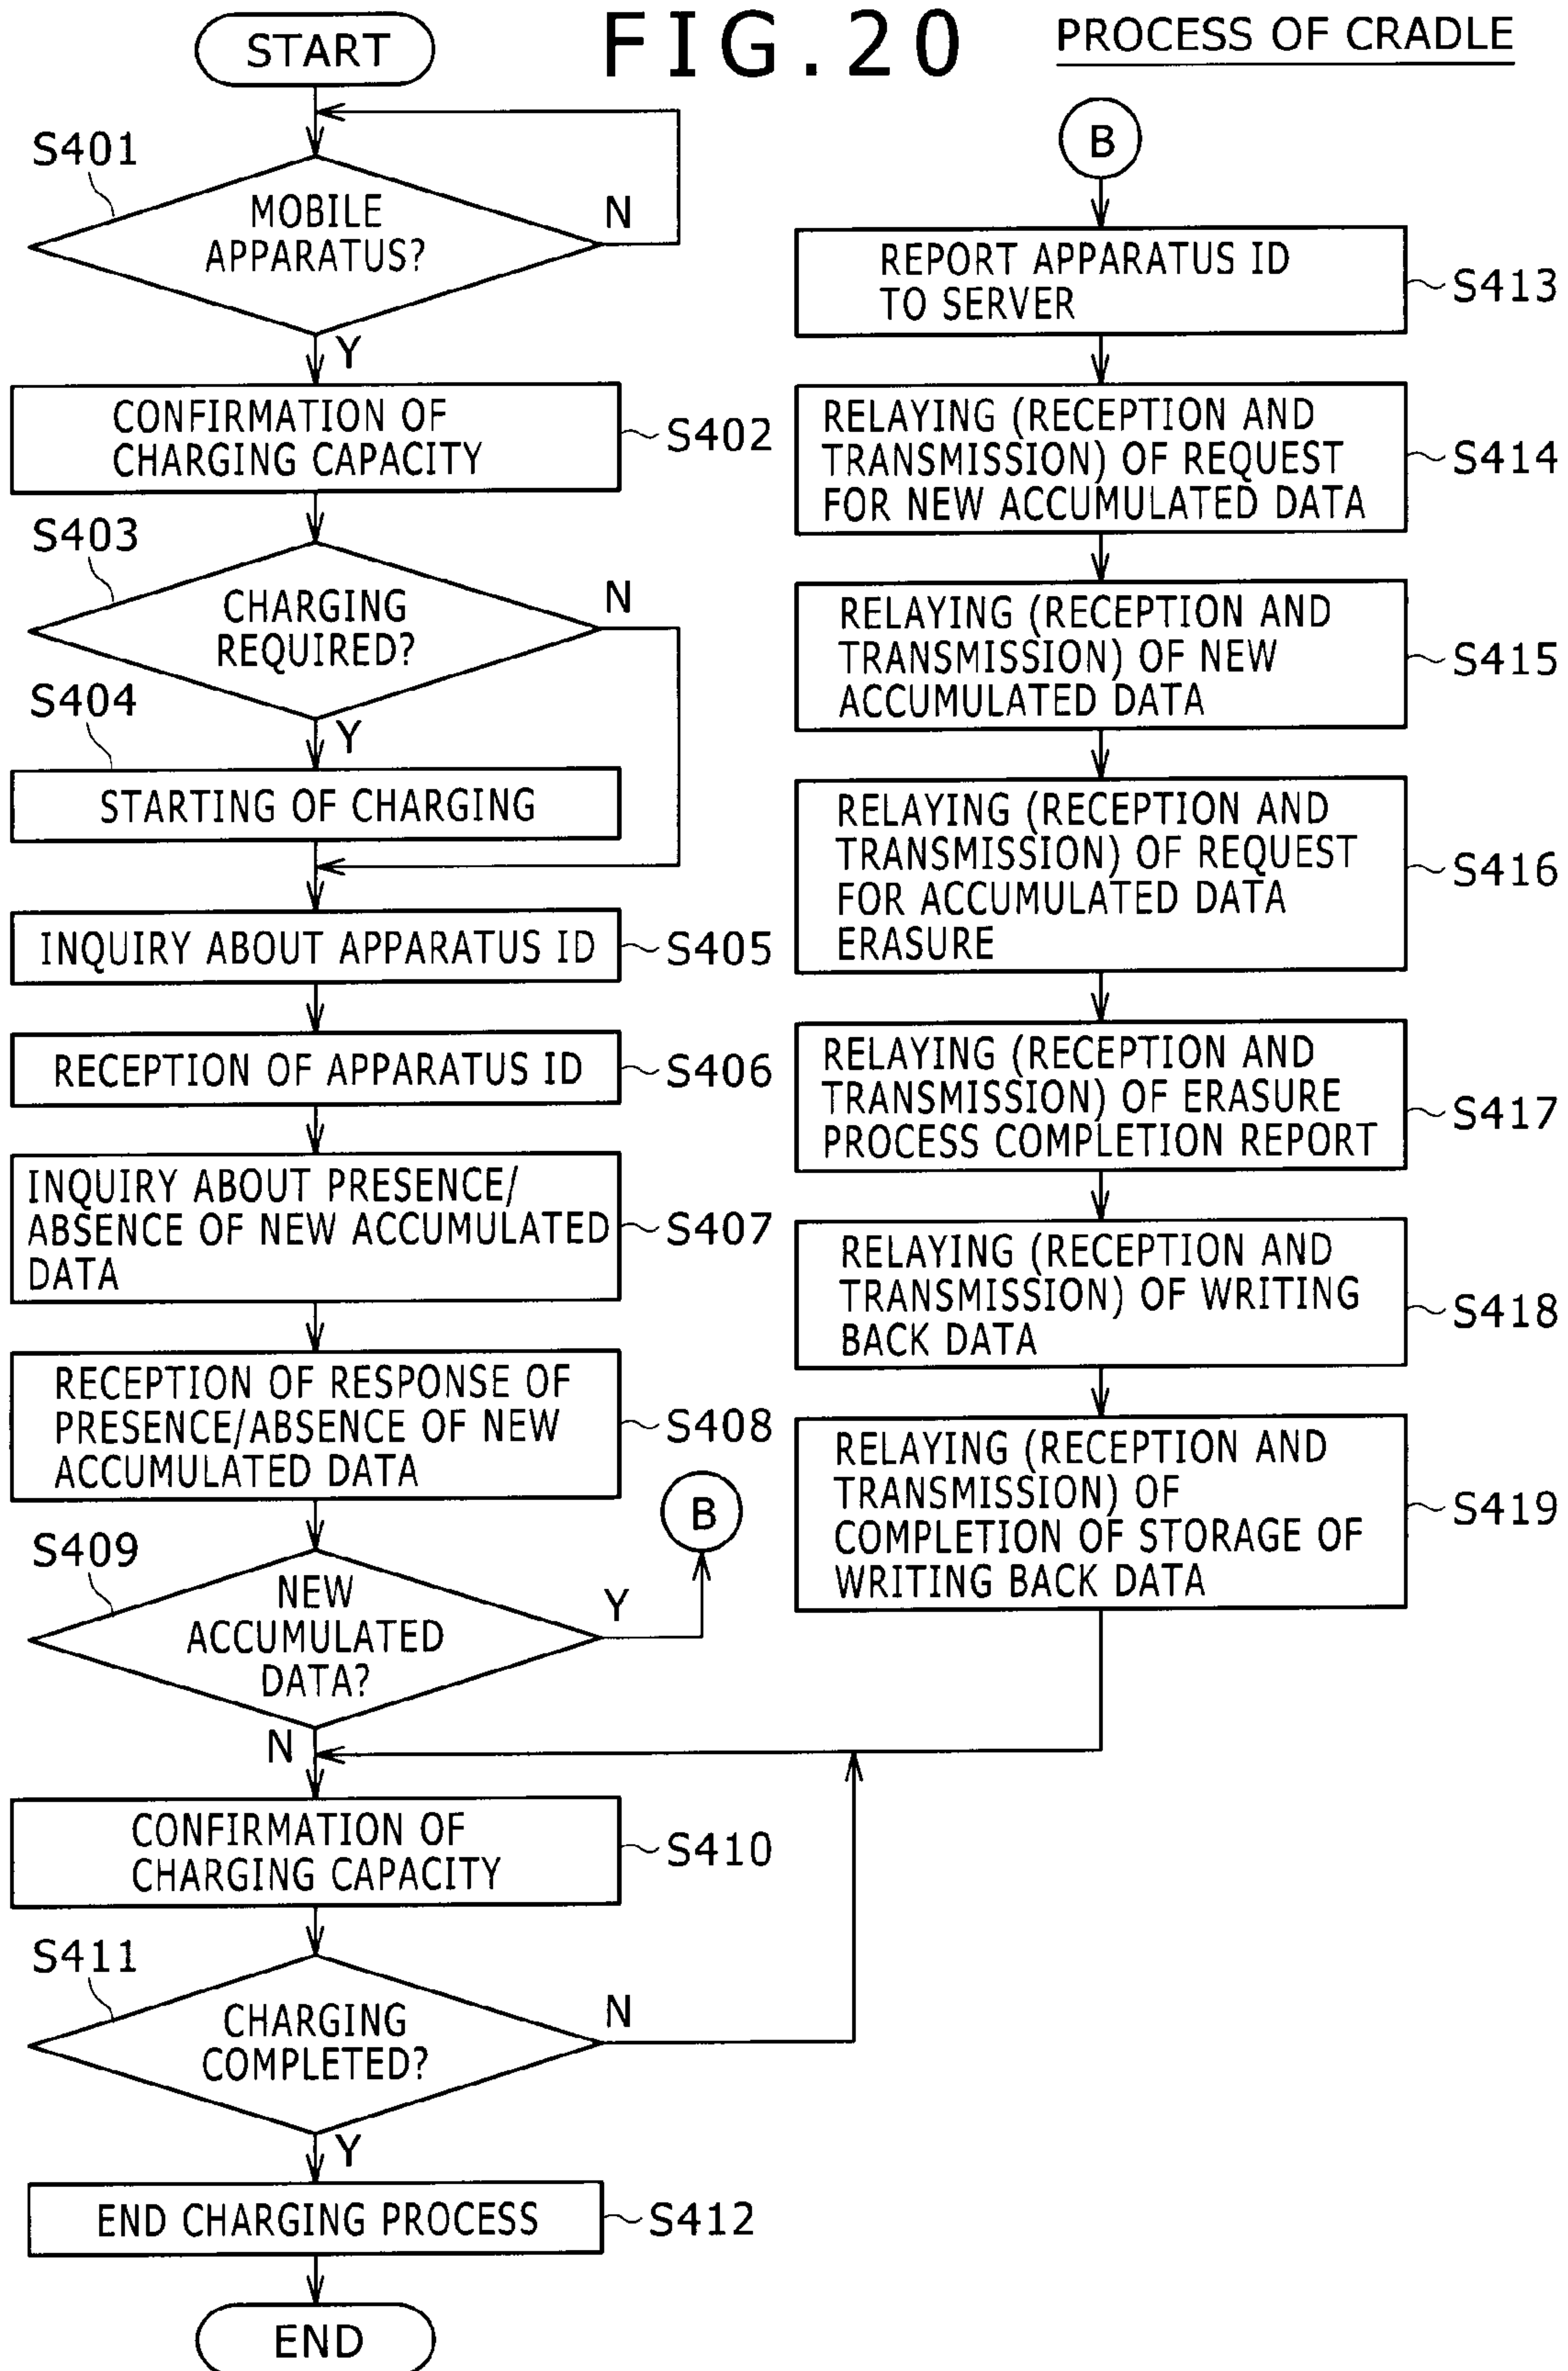 FIG.20
PROCESS OF CRADLE
START
S401
MOBILE
APPARATUS?
N
Y
CONFIRMATION OF
CHARGING CAPACITY
S402
S403
CHARGING
REQUIRED?
N
S404
Y
STARTING OF CHARGING
INQUIRY ABOUT APPARATUS ID
S405
RECEPTION OF APPARATUS ID
S406
INQUIRY ABOUT PRESENCE/
ABSENCE OF NEW ACCUMULATED
DATA
S407
RECEPTION OF RESPONSE OF
PRESENCE/ABSENCE OF NEW
ACCUMULATED DATA
S408
B
S409
NEW
ACCUMULATED
DATA?
Y
N
CONFIRMATION OF
CHARGING CAPACITY
S410
S411
CHARGING
COMPLETED?
N
Y
END CHARGING PROCESS
S412
END
B
REPORT APPARATUS ID
TO SERVER
S413
RELAYING (RECEPTION AND
TRANSMISSION) OF REQUEST
FOR NEW ACCUMULATED DATA
S414
RELAYING (RECEPTION AND
TRANSMISSION) OF NEW
ACCUMULATED DATA
S415
RELAYING (RECEPTION AND
TRANSMISSION) OF REQUEST
FOR ACCUMULATED DATA
ERASURE
S416
RELAYING (RECEPTION AND
TRANSMISSION) OF ERASURE
PROCESS COMPLETION REPORT
S417
RELAYING (RECEPTION AND
TRANSMISSION) OF WRITING
BACK DATA
S418
RELAYING (RECEPTION AND
TRANSMISSION) OF
COMPLETION OF STORAGE OF
WRITING BACK DATA
S419